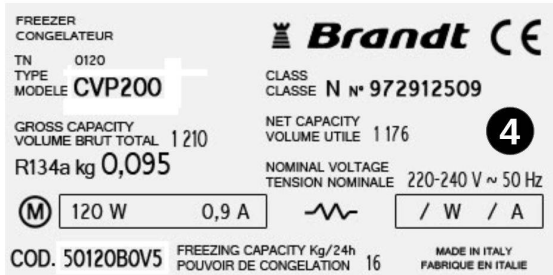 FREEZER
CONGELATEUR
Brandt CE
TN 0120
TYPE
MODELE CVP200
CLASS
CLASSE N N° 972912509
GROSS CAPACITY
VOLUME BRUT TOTAL 1 210
NET CAPACITY
VOLUME UTILE 1 176
4
R134a kg 0,095
NOMINAL VOLTAGE
TENSION NOMINALE 220-240 V ~ 50 Hz
M 120 W 0,9 A / W / A
COD. 50120B0V5
FREEZING CAPACITY Kg/24h
POUVOIR DE CONGELATION 16
MADE IN ITALY
FABRIQUE EN ITALIE